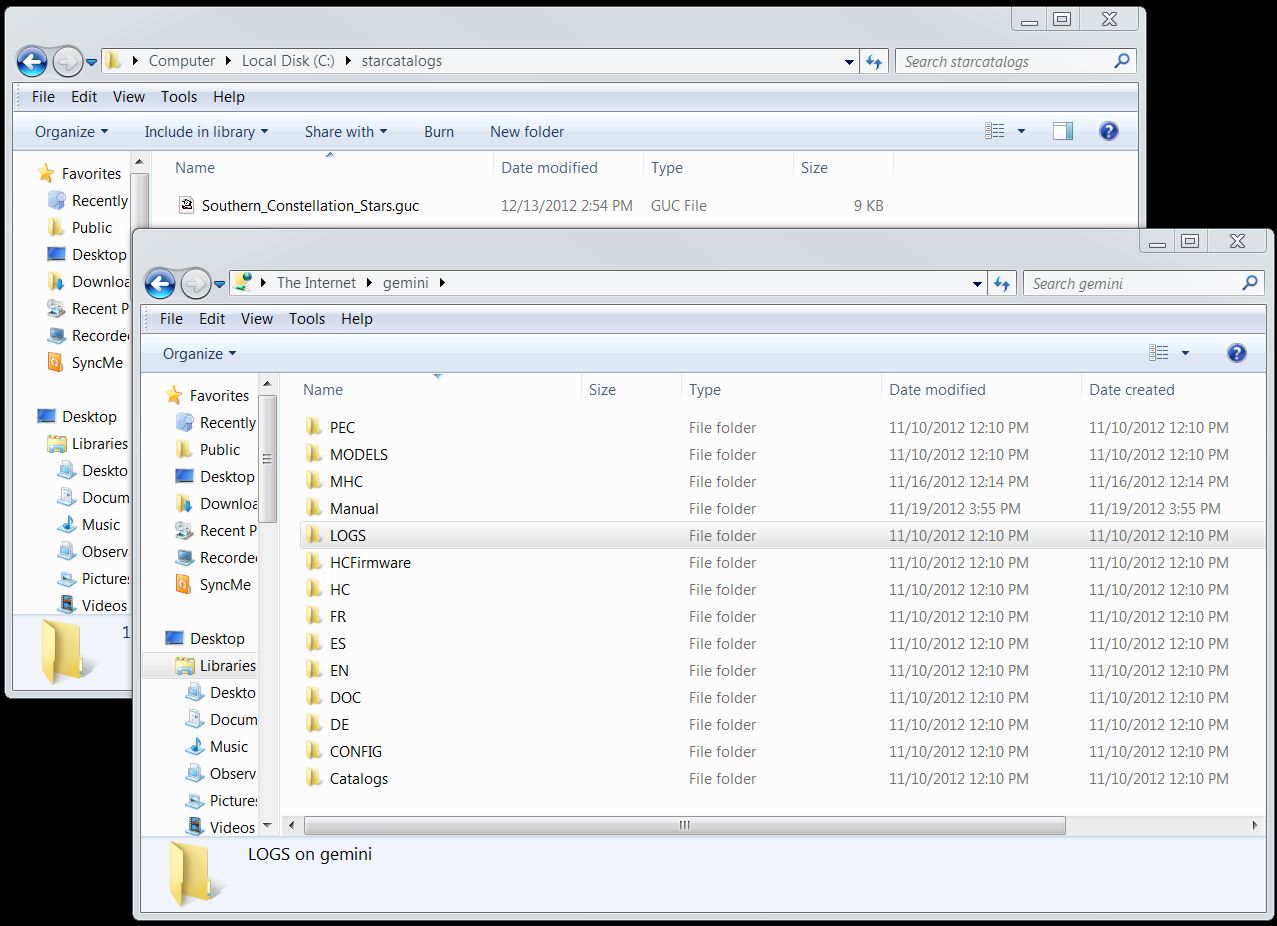 Computer Local Disk (C:) starcatalogs
Search starcatalogs
File Edit View Tools Help
Organize Include in library Share with Burn New folder
Favorites
Recently
Public
Desktop
Downloa
Recent P
Recorde
SyncMe
Desktop
Libraries
Deskto
Docum
Music
Observ
Pictures
Videos
1
Name Date modified Type Size
Southern_Constellation_Stars.guc 12/13/2012 2:54 PM GUC File 9 KB
The Internet gemini
Search gemini
File Edit View Tools Help
Organize
Favorites
Recently
Public
Desktop
Downloa
Recent P
Recorde
SyncMe
Desktop
Libraries
Deskto
Docum
Music
Observ
Pictures
Videos
Name Size Type Date modified Date created
PEC File folder 11/10/2012 12:10 PM 11/10/2012 12:10 PM
MODELS File folder 11/10/2012 12:10 PM 11/10/2012 12:10 PM
MHC File folder 11/16/2012 12:14 PM 11/16/2012 12:14 PM
Manual File folder 11/19/2012 3:55 PM 11/19/2012 3:55 PM
LOGS File folder 11/10/2012 12:10 PM 11/10/2012 12:10 PM
HCFirmware File folder 11/10/2012 12:10 PM 11/10/2012 12:10 PM
HC File folder 11/10/2012 12:10 PM 11/10/2012 12:10 PM
FR File folder 11/10/2012 12:10 PM 11/10/2012 12:10 PM
ES File folder 11/10/2012 12:10 PM 11/10/2012 12:10 PM
EN File folder 11/10/2012 12:10 PM 11/10/2012 12:10 PM
DOC File folder 11/10/2012 12:10 PM 11/10/2012 12:10 PM
DE File folder 11/10/2012 12:10 PM 11/10/2012 12:10 PM
CONFIG File folder 11/10/2012 12:10 PM 11/10/2012 12:10 PM
Catalogs File folder 11/10/2012 12:10 PM 11/10/2012 12:10 PM
LOGS on gemini